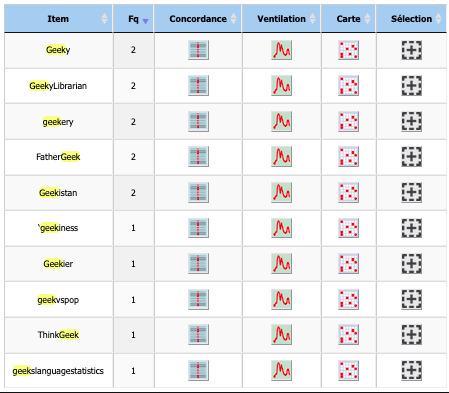 Item Fq Concordance Ventilation Carte Sélection
Geeky 2
GeekyLibrarian 2
geekery 2
FatherGeek 2
Geekistan 2
'geekiness 1
Geekier 1
geekvspop 1
ThinkGeek 1
geekslanguagestatistics 1